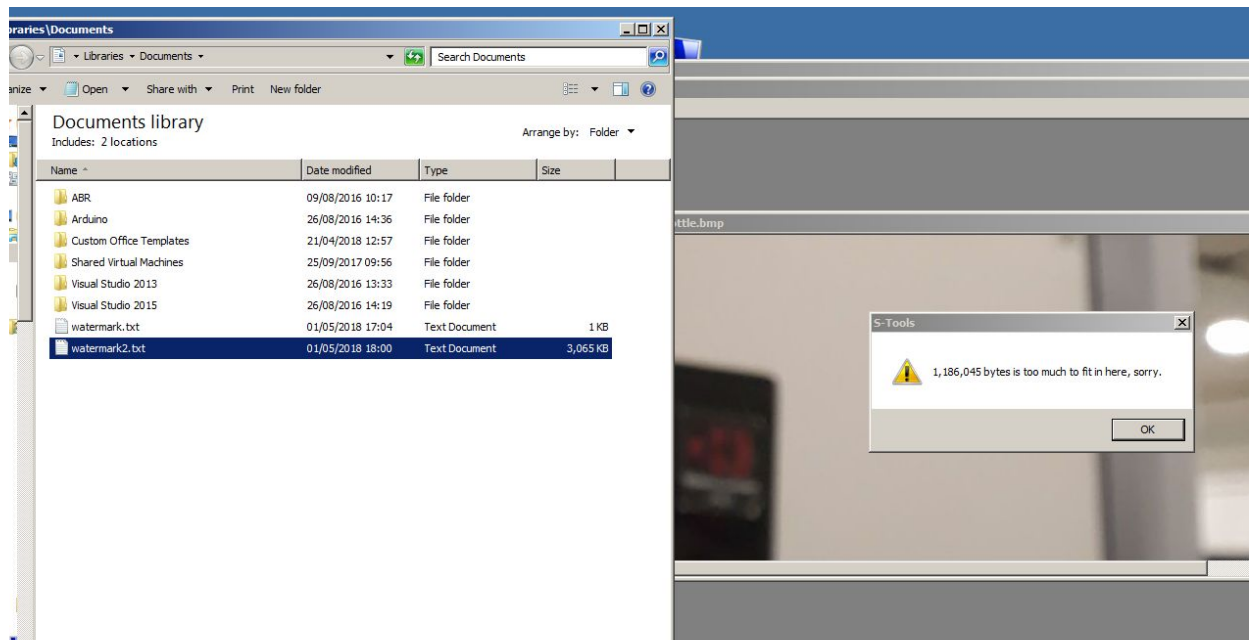 braries\Documents
Libraries Documents
Search Documents
anize Open Share with Print New folder
Documents library
Includes: 2 locations
Arrange by: Folder
Name Date modified Type Size
ABR 09/08/2016 10:17 File folder
Arduino 26/08/2016 14:36 File folder
Custom Office Templates 21/04/2018 12:57 File folder
Shared Virtual Machines 25/09/2017 09:56 File folder
Visual Studio 2013 26/08/2016 13:33 File folder
Visual Studio 2015 26/08/2016 14:19 File folder
watermark.txt 01/05/2018 17:04 Text Document 1 KB
watermark2.txt 01/05/2018 18:00 Text Document 3,065 KB
ottle.bmp
S-Tools
1,186,045 bytes is too much to fit in here, sorry.
OK